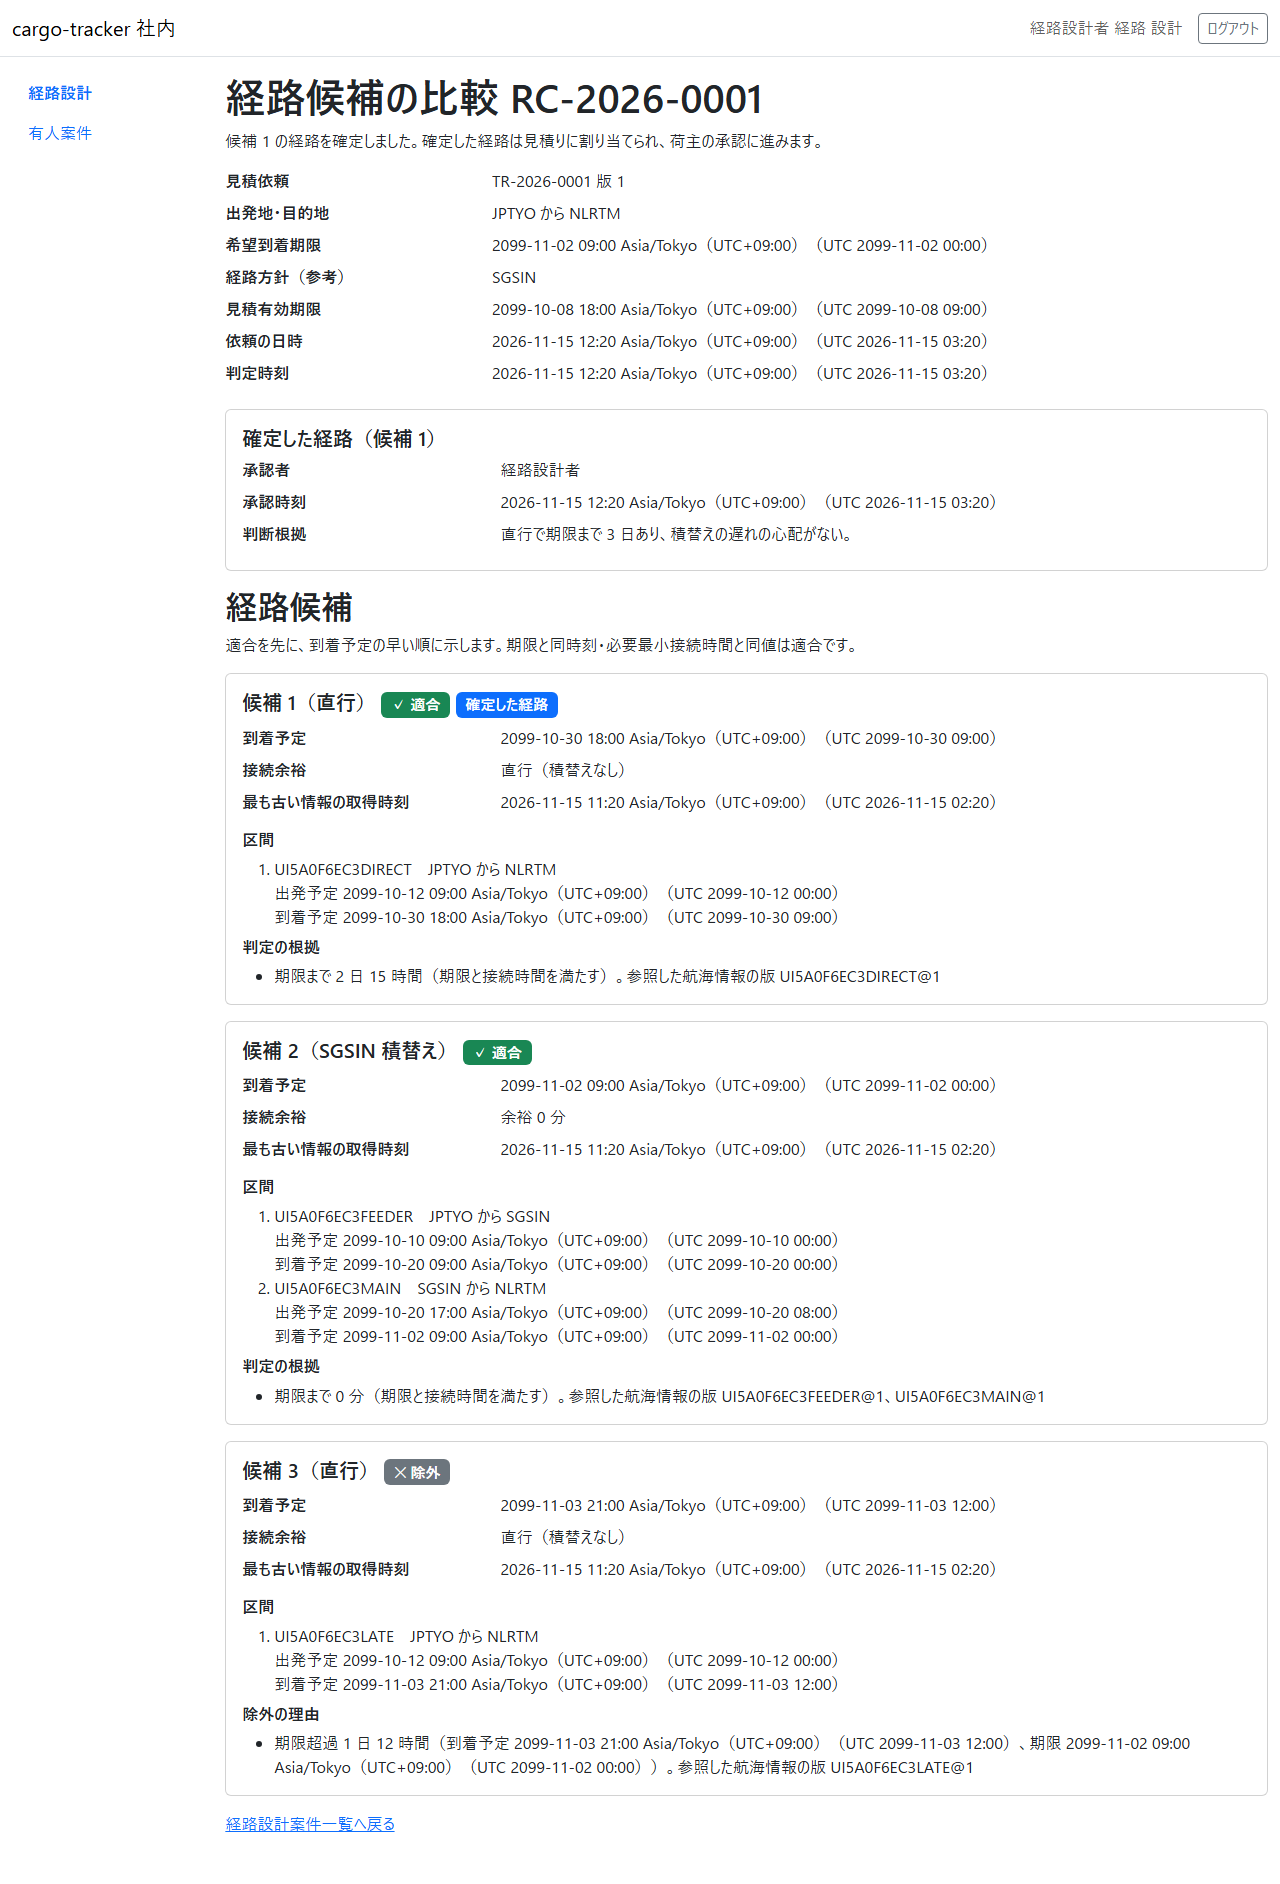 cargo-tracker 社内
経路設計者 経路 設計
ログアウト
経路設計
有人案件
経路候補の比較 RC-2026-0001
候補 1 の経路を確定しました。確定した経路は見積りに割り当てられ、荷主の承認に進みます。
見積依頼 TR-2026-0001 版 1
出発地・目的地 JPTYO から NLRTM
希望到着期限 2099-11-02 09:00 Asia/Tokyo（UTC+09:00）（UTC 2099-11-02 00:00）
経路方針（参考） SGSIN
見積有効期限 2099-10-08 18:00 Asia/Tokyo（UTC+09:00）（UTC 2099-10-08 09:00）
依頼の日時 2026-11-15 12:20 Asia/Tokyo（UTC+09:00）（UTC 2026-11-15 03:20）
判定時刻 2026-11-15 12:20 Asia/Tokyo（UTC+09:00）（UTC 2026-11-15 03:20）
確定した経路（候補 1）
承認者 経路設計者
承認時刻 2026-11-15 12:20 Asia/Tokyo（UTC+09:00）（UTC 2026-11-15 03:20）
判断根拠 直行で期限まで 3 日あり、積替えの遅れの心配がない。
経路候補
適合を先に、到着予定の早い順に示します。期限と同時刻・必要最小接続時間と同値は適合です。
候補 1（直行） ✓ 適合 確定した経路
到着予定 2099-10-30 18:00 Asia/Tokyo（UTC+09:00）（UTC 2099-10-30 09:00）
接続余裕 直行（積替えなし）
最も古い情報の取得時刻 2026-11-15 11:20 Asia/Tokyo（UTC+09:00）（UTC 2026-11-15 02:20）
区間
1. UI5A0F6EC3DIRECT　JPTYO から NLRTM
出発予定 2099-10-12 09:00 Asia/Tokyo（UTC+09:00）（UTC 2099-10-12 00:00）
到着予定 2099-10-30 18:00 Asia/Tokyo（UTC+09:00）（UTC 2099-10-30 09:00）
判定の根拠
• 期限まで 2 日 15 時間（期限と接続時間を満たす）。参照した航海情報の版 UI5A0F6EC3DIRECT@1
候補 2（SGSIN 積替え） ✓ 適合
到着予定 2099-11-02 09:00 Asia/Tokyo（UTC+09:00）（UTC 2099-11-02 00:00）
接続余裕 余裕 0 分
最も古い情報の取得時刻 2026-11-15 11:20 Asia/Tokyo（UTC+09:00）（UTC 2026-11-15 02:20）
区間
1. UI5A0F6EC3FEEDER　JPTYO から SGSIN
出発予定 2099-10-10 09:00 Asia/Tokyo（UTC+09:00）（UTC 2099-10-10 00:00）
到着予定 2099-10-20 09:00 Asia/Tokyo（UTC+09:00）（UTC 2099-10-20 00:00）
2. UI5A0F6EC3MAIN　SGSIN から NLRTM
出発予定 2099-10-20 17:00 Asia/Tokyo（UTC+09:00）（UTC 2099-10-20 08:00）
到着予定 2099-11-02 09:00 Asia/Tokyo（UTC+09:00）（UTC 2099-11-02 00:00）
判定の根拠
• 期限まで 0 分（期限と接続時間を満たす）。参照した航海情報の版 UI5A0F6EC3FEEDER@1、UI5A0F6EC3MAIN@1
候補 3（直行） ✕ 除外
到着予定 2099-11-03 21:00 Asia/Tokyo（UTC+09:00）（UTC 2099-11-03 12:00）
接続余裕 直行（積替えなし）
最も古い情報の取得時刻 2026-11-15 11:20 Asia/Tokyo（UTC+09:00）（UTC 2026-11-15 02:20）
区間
1. UI5A0F6EC3LATE　JPTYO から NLRTM
出発予定 2099-10-12 09:00 Asia/Tokyo（UTC+09:00）（UTC 2099-10-12 00:00）
到着予定 2099-11-03 21:00 Asia/Tokyo（UTC+09:00）（UTC 2099-11-03 12:00）
除外の理由
• 期限超過 1 日 12 時間（到着予定 2099-11-03 21:00 Asia/Tokyo（UTC+09:00）（UTC 2099-11-03 12:00）、期限 2099-11-02 09:00
Asia/Tokyo（UTC+09:00）（UTC 2099-11-02 00:00））。参照した航海情報の版 UI5A0F6EC3LATE@1
経路設計案件一覧へ戻る